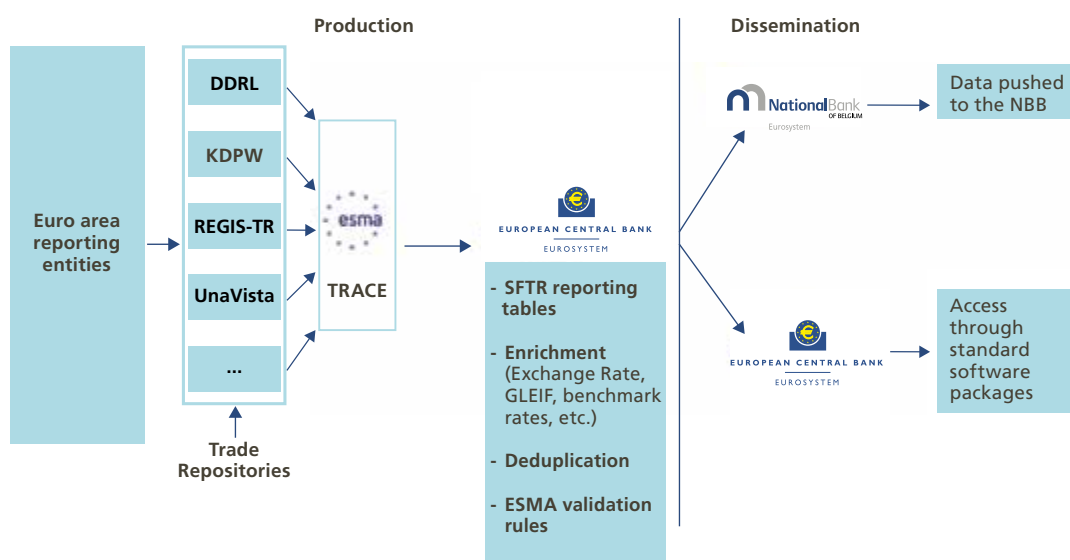 Production
Dissemination
Euro area
reporting
entities
DDRL
KDPW
REGIS-TR
UnaVista
...
Trade
Repositories
esma
TRACE
EUROPEAN CENTRAL BANK
EUROSYSTEM
- SFTR reporting
tables
- Enrichment
(Exchange Rate,
GLEIF, benchmark
rates, etc.)
- Deduplication
- ESMA validation
rules
NationalBank
OF BELGIUM
Eurosystem
Data pushed
to the NBB
EUROPEAN CENTRAL BANK
EUROSYSTEM
Access
through
standard
software
packages